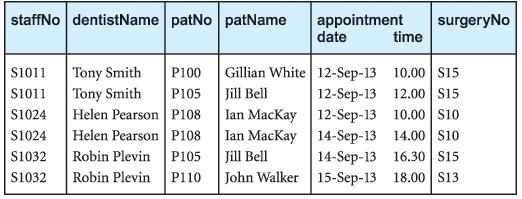 staffNo dentistName patNo patName appointment surgeryNo
date time
S1011 Tony Smith P100 Gillian White 12-Sep-13 10.00 S15
S1011 Tony Smith P105 Jill Bell 12-Sep-13 12.00 S15
S1024 Helen Pearson P108 Ian MacKay 12-Sep-13 10.00 S10
S1024 Helen Pearson P108 Ian MacKay 14-Sep-13 14.00 S10
S1032 Robin Plevin P105 Jill Bell 14-Sep-13 16.30 S15
S1032 Robin Plevin P110 John Walker 15-Sep-13 18.00 S13